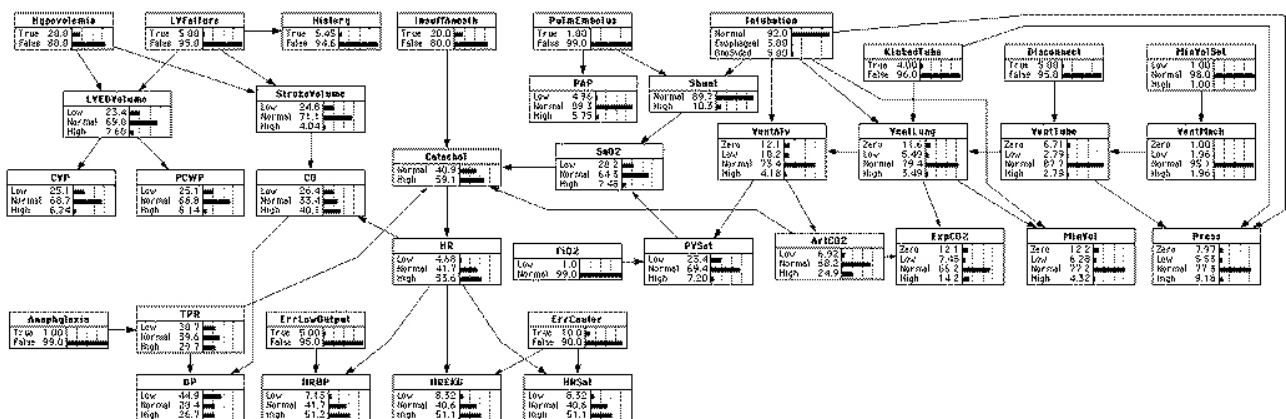 Hypovolemia
True 20.0
False 80.0
LVFailure
True 5.00
False 95.0
History
True 5.45
False 94.6
InsuffAnesth
True 20.0
False 80.0
PulmEmbolus
True 1.00
False 99.0
Intubation
Normal 92.0
Esophageal 5.00
OneSided
KinkedTube
True 4.00
False 96.0
Disconnect
True 5.00
False 95.0
MinVolSet
Low 1.00
Normal 98.0
High 1.00
LVEDVolume
Low 23.4
Normal 69.0
High 7.60
StrokeVolume
Low 24.8
Normal
High 4.04
PAP
Low 4.96
Normal 89.3
High 5.75
Shunt
Normal 89.7
High 10.3
VentAlv
Zero 12.1
Low 10.2
Normal 73.4
High 4.18
VentLung
Zero 11.6
Low 5.49
Normal 79.4
High 3.49
VentTube
Zero 6.71
Low 2.79
Normal 87.7
High 2.79
VentMach
Zero 1.00
Low 1.96
Normal 95.1
High 1.96
CVP
Low 25.1
Normal 68.7
High 6.24
PCWP
Low 25.1
Normal 68.8
High 6.14
CO
Low 26.4
Normal 33.4
High
Catechol
Normal 40.9
High 59.1
SaO2
Low 28.2
Normal
High 7.48
HR
Low 4.68
Normal 41.7
High 53.6
FiO2
Low 1.0
Normal 99.0
PVSat
Low 23.4
Normal 69.4
High 7.20
ArtCO2
Low 6.92
Normal 68.2
High 24.9
ExpCO2
Zero 12.1
Low 7.48
Normal 66.2
High 14.2
MinVol
Zero 12.2
Low 6.28
Normal 77.2
High 4.32
Press
Zero 7.97
Low 5.53
Normal 77.3
High 9.16
Anaphylaxis
True 1.00
False 99.0
TPR
Low 30.7
Normal 39.6
High 29.7
ErrLowOutput
True 5.00
False 95.0
ErrCauter
True 10.0
False 90.0
BP
Low 44.9
Normal 28.4
High 26.7
HRBP
Low 7.15
Normal 41.7
High 51.2
HREKG
Low 8.32
Normal 40.6
High 51.1
HRSat
Low 8.32
Normal 40.6
High 51.1